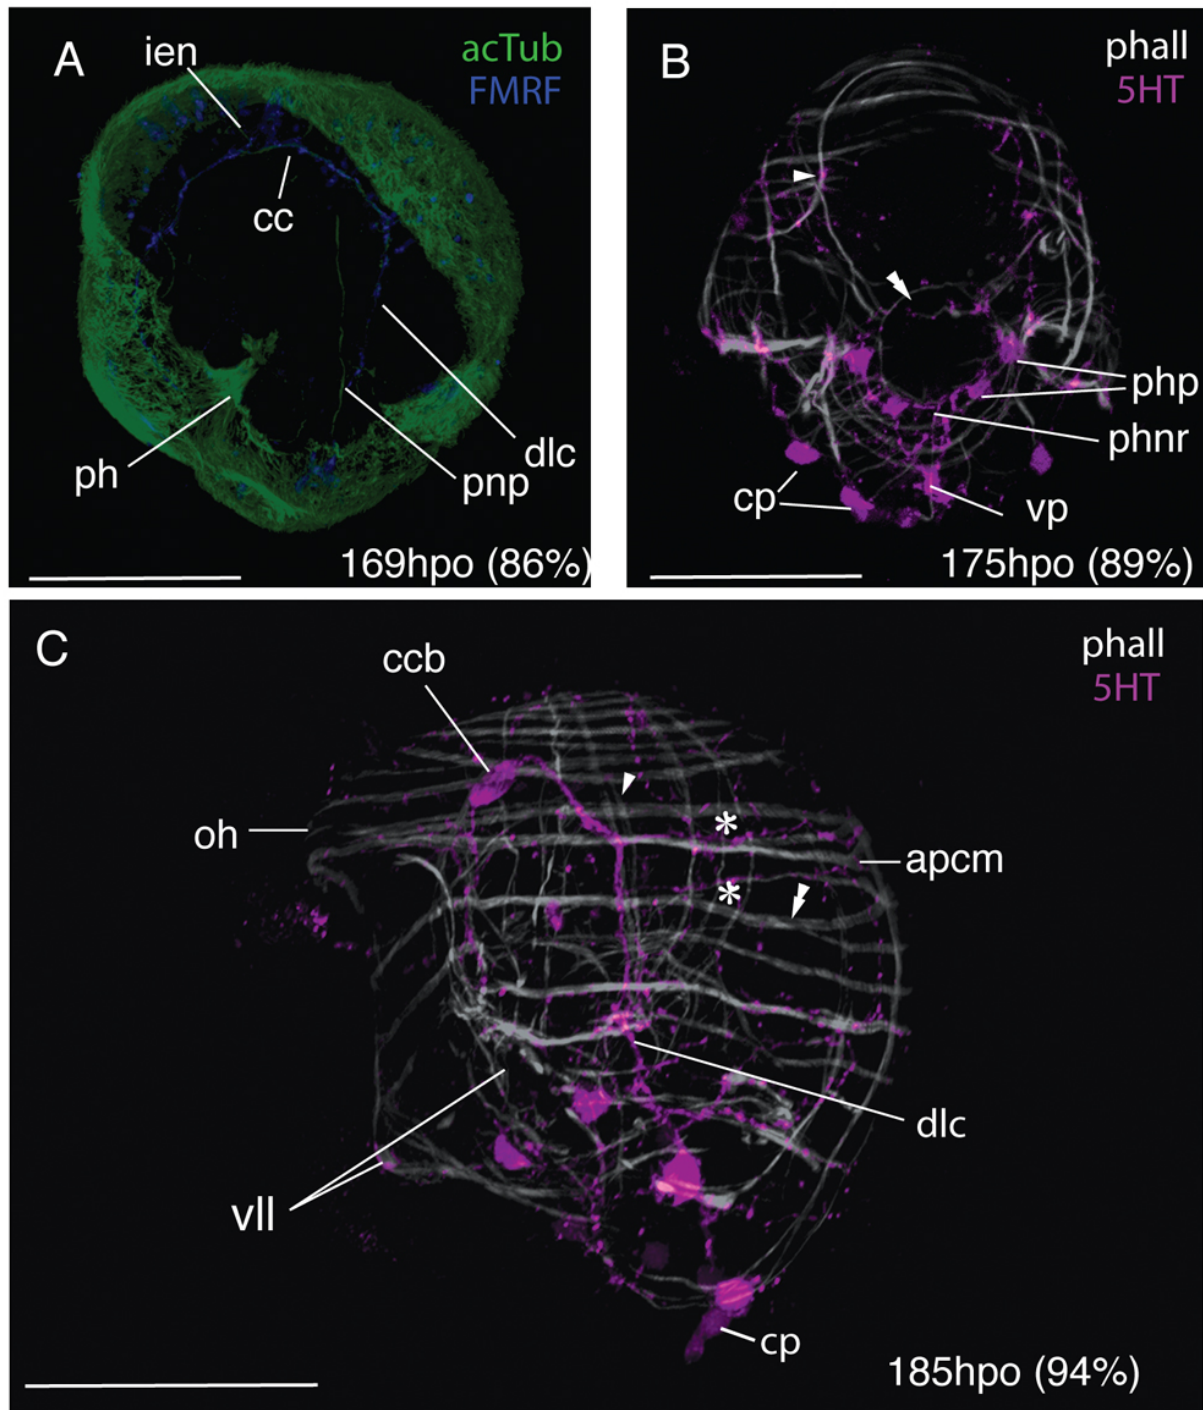 A
ien
acTub
FMRF
cc
ph
pnp
dlc
169hpo (86%)
B
phall
5HT
php
phnr
cp
vp
175hpo (89%)
C
phall
5HT
ccb
oh
*
apcm
*
dlc
vll
cp
185hpo (94%)